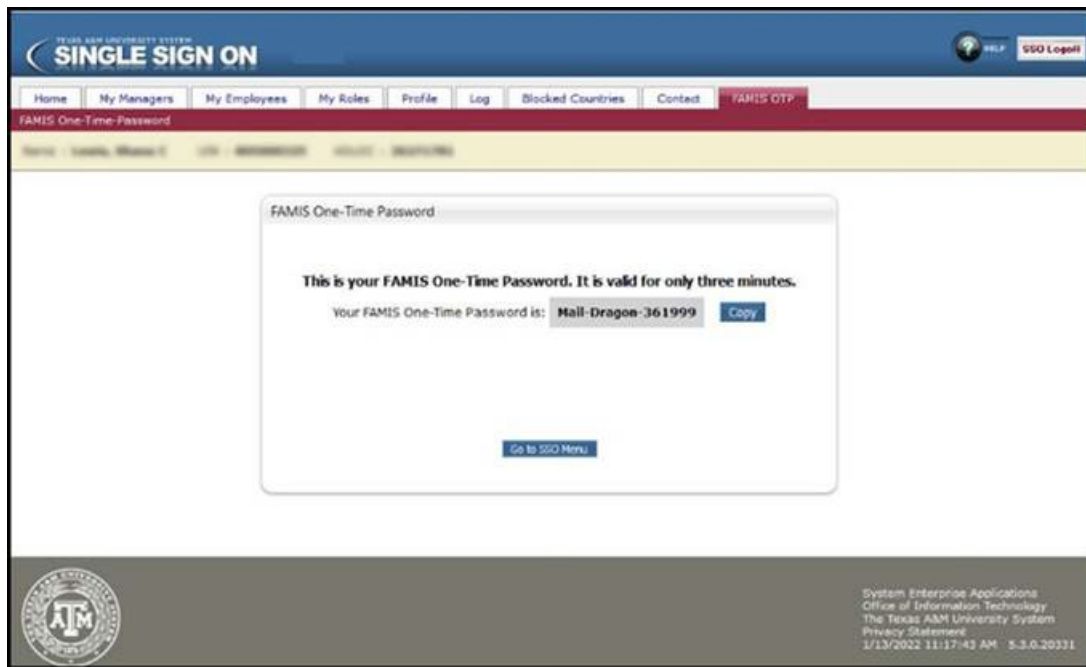 TEXAS A&M UNIVERSITY SYSTEM
SINGLE SIGN ON
HELP
SSO Logoff
Home My Managers My Employees My Roles Profile Log Blocked Countries Contact FAMIS OTP
FAMIS One-Time-Password
FAMIS One-Time Password
This is your FAMIS One-Time Password. It is valid for only three minutes.
Your FAMIS One-Time Password is: Mail-Dragon-361999 Copy
Go to SSO Menu
System Enterprise Applications
Office of Information Technology
The Texas A&M University System
Privacy Statement
1/13/2022 11:17:43 AM 5.3.0.20331